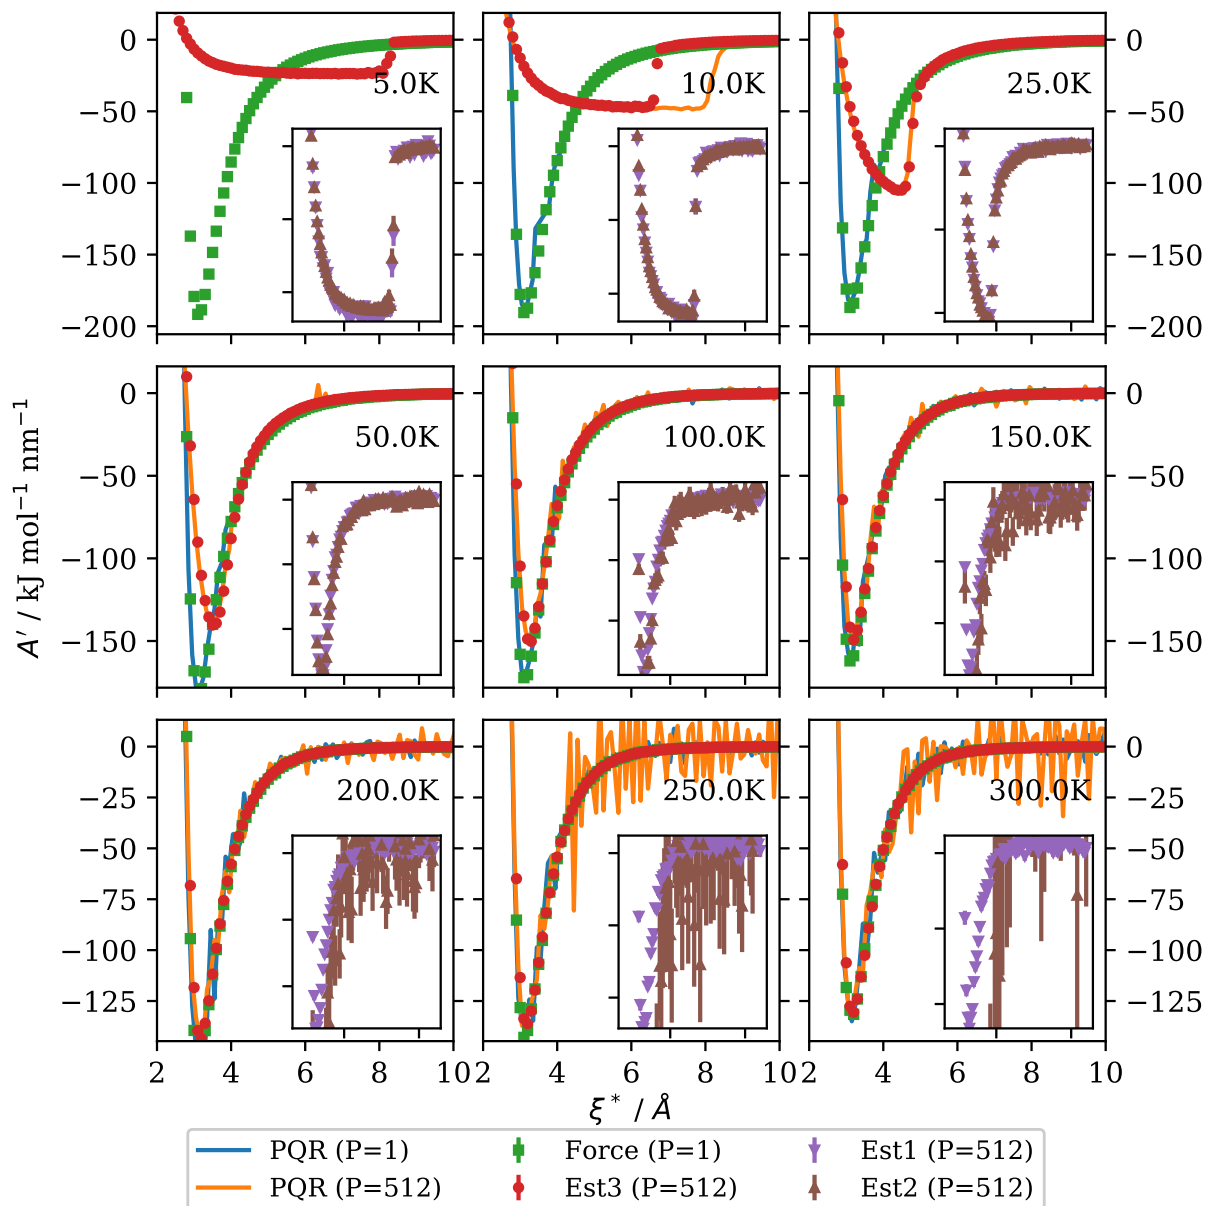 0
−50
−100
−150
−200
5.0K
10.0K
25.0K
0
−50
−100
−150
−200
A′ / kJ mol⁻¹ nm⁻¹
0
−50
−100
−150
50.0K
100.0K
150.0K
0
−50
−100
−150
0
−25
−50
−75
−100
−125
200.0K
250.0K
300.0K
0
−25
−50
−75
−100
−125
2 4 6 8 10
2 4 6 8 10
2 4 6 8 10
ξ* / Å
PQR (P=1) Force (P=1) Est1 (P=512)
PQR (P=512) Est3 (P=512) Est2 (P=512)